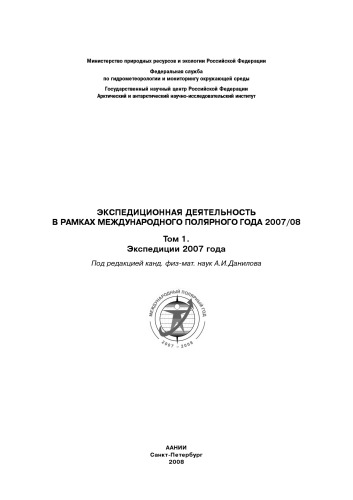 Министерство природных ресурсов и экологии Российской Федерации
Федеральная служба
по гидрометеорологии и мониторингу окружающей среды
Государственный научный центр Российской Федерации
Арктический и антарктический научно-исследовательский институт
ЭКСПЕДИЦИОННАЯ ДЕЯТЕЛЬНОСТЬ
В РАМКАХ МЕЖДУНАРОДНОГО ПОЛЯРНОГО ГОДА 2007/08
Том 1.
Экспедиции 2007 года
Под редакцией канд. физ-мат. наук А.И.Данилова
МЕЖДУНАРОДНЫЙ ПОЛЯРНЫЙ ГОД
2007 - 2008
ААНИИ
Санкт-Петербург
2008